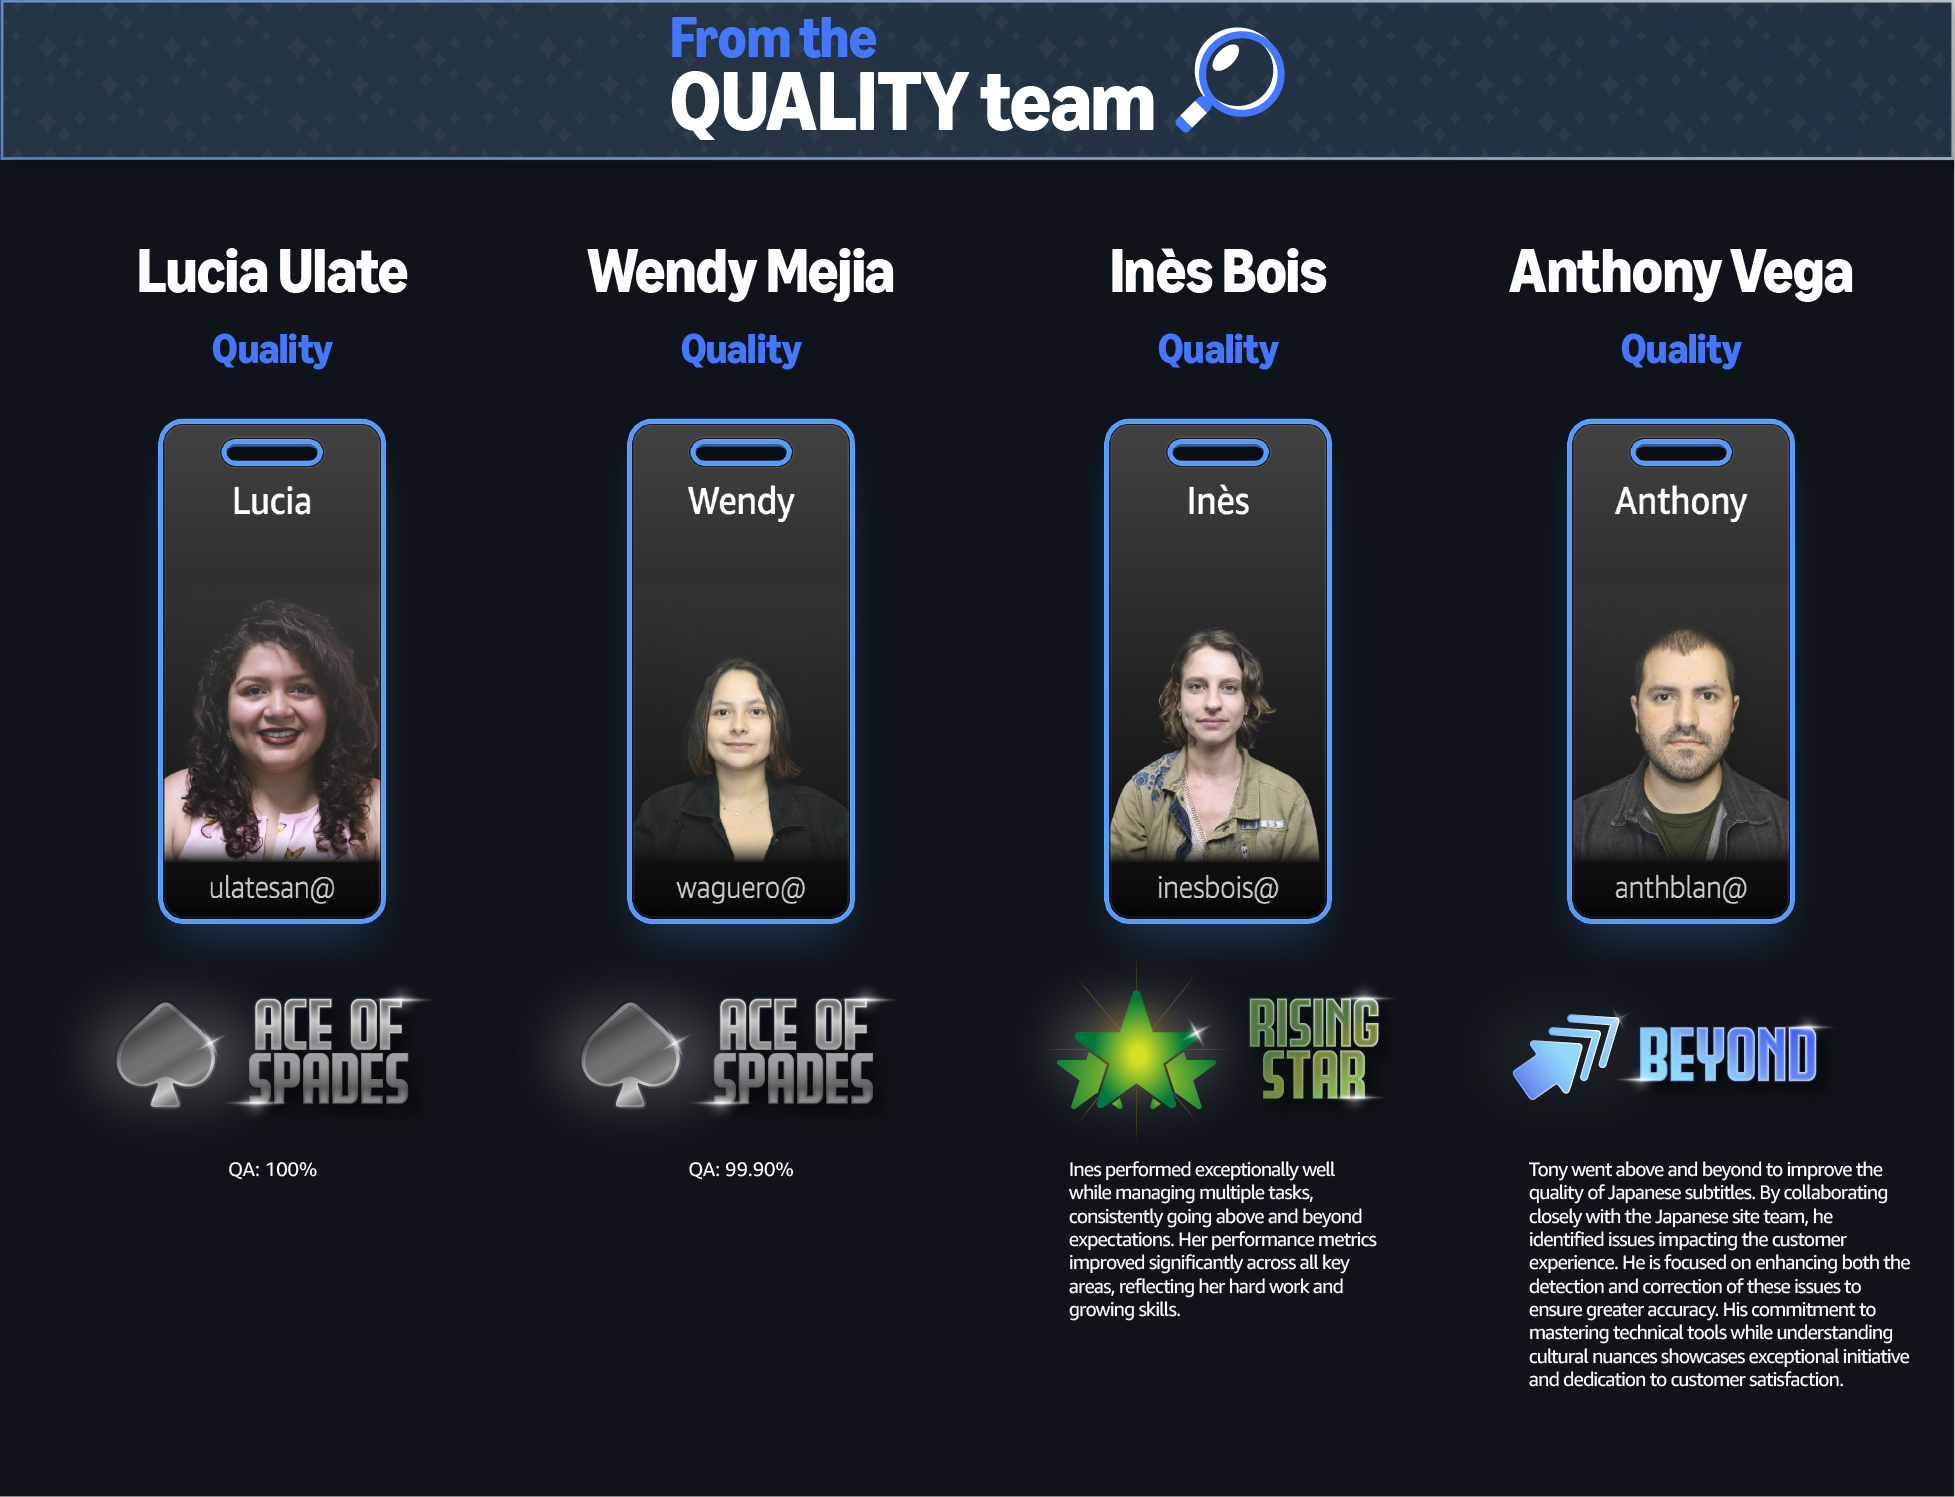 From the
QUALITY team
Lucia Ulate
Quality
Lucia
ulatesan@
ACE OF
SPADES
QA: 100%
Wendy Mejia
Quality
Wendy
waguero@
ACE OF
SPADES
QA: 99.90%
Inès Bois
Quality
Inès
inesbois@
RISING
STAR
Ines performed exceptionally well
while managing multiple tasks,
consistently going above and beyond
expectations. Her performance metrics
improved significantly across all key
areas, reflecting her hard work and
growing skills.
Anthony Vega
Quality
Anthony
anthblan@
BEYOND
Tony went above and beyond to improve the
quality of Japanese subtitles. By collaborating
closely with the Japanese site team, he
identified issues impacting the customer
experience. He is focused on enhancing both the
detection and correction of these issues to
ensure greater accuracy. His commitment to
mastering technical tools while understanding
cultural nuances showcases exceptional initiative
and dedication to customer satisfaction.